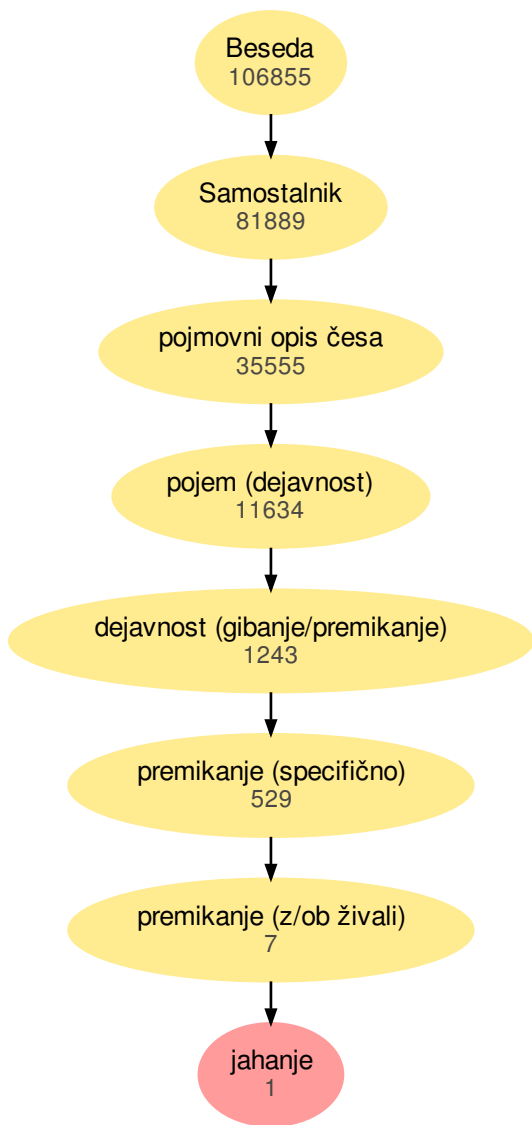 Beseda
106855
Samostalnik
81889
pojmovni opis česa
35555
pojem (dejavnost)
11634
dejavnost (gibanje/premikanje)
1243
premikanje (specifično)
529
premikanje (z/ob živali)
7
jahanje
1